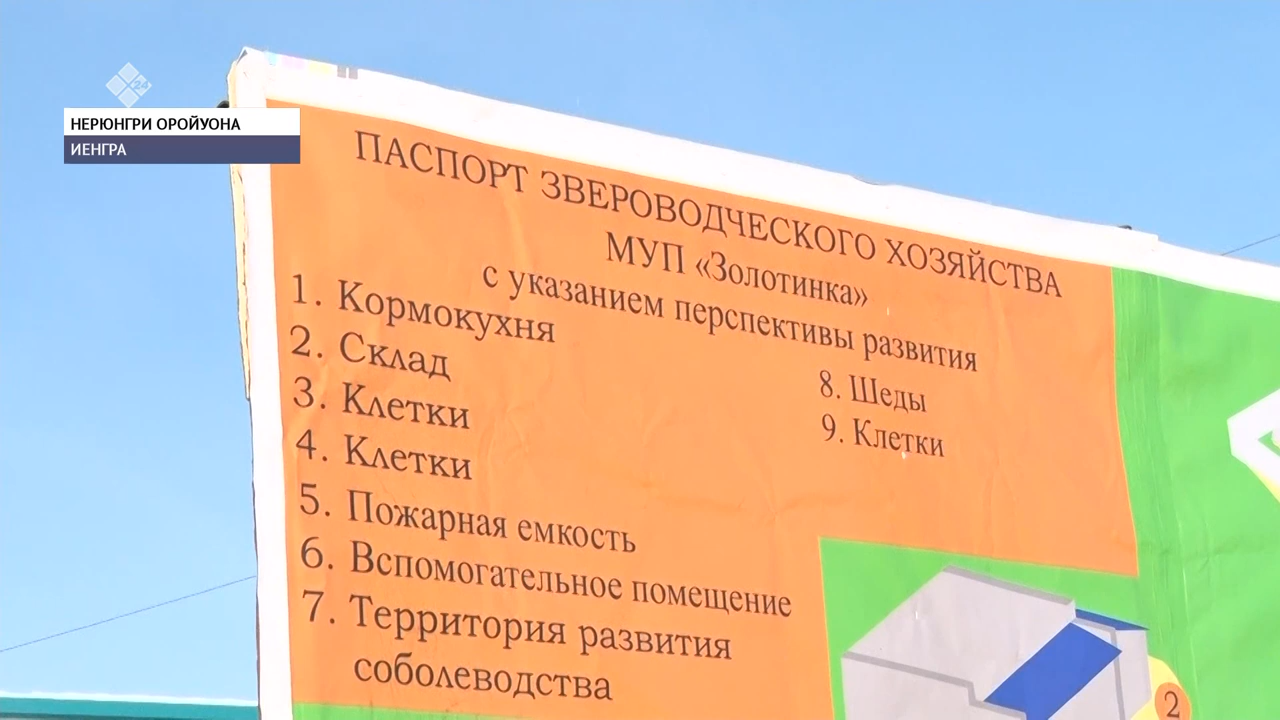 24
НЕРЮНГРИ ОРОЙУОНА
ИЕНГРА
ПАСПОРТ ЗВЕРОВОДЧЕСКОГО ХОЗЯЙСТВА
МУП «Золотинка»
с указанием перспективы развития
1. Кормокухня
2. Склад
3. Клетки
4. Клетки
5. Пожарная емкость
6. Вспомогательное помещение
7. Территория развития
соболеводства
8. Шеды
9. Клетки
2